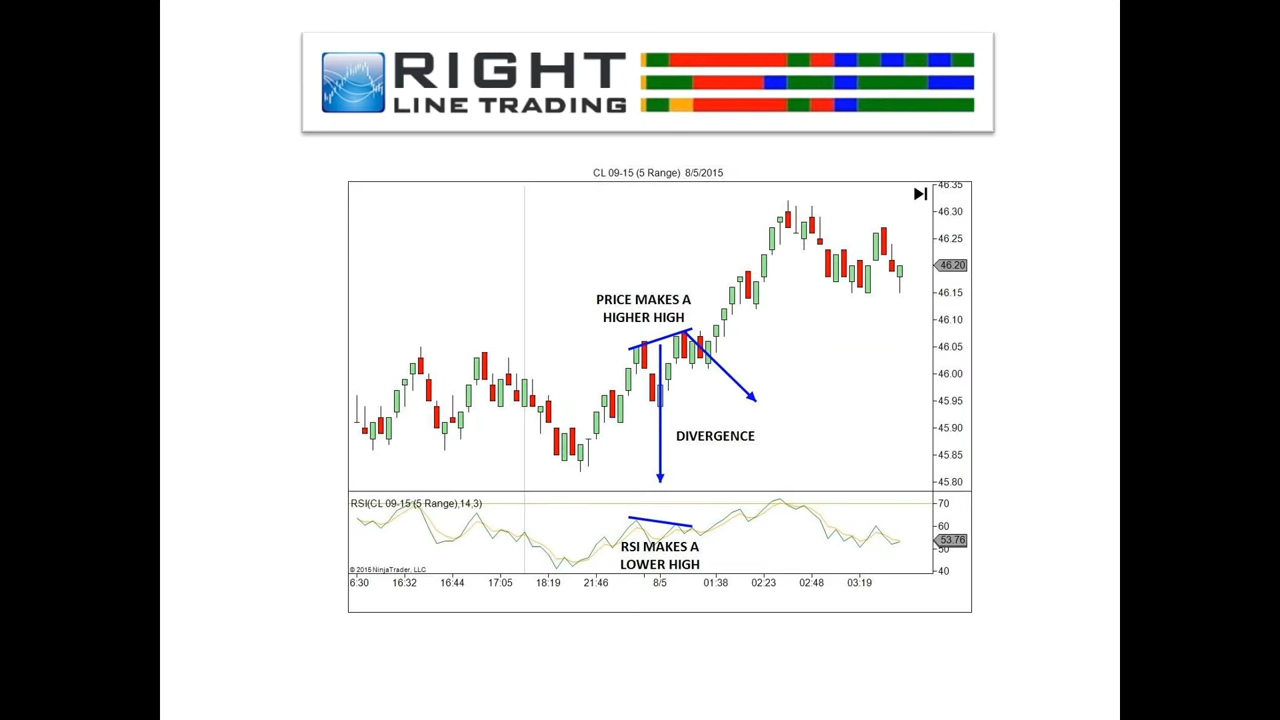 RIGHT
LINE TRADING
CL 09-15 (5 Range) 8/5/2015
46.35
46.30
46.25
46.20
46.15
46.10
46.05
46.00
45.95
45.90
45.85
45.80
PRICE MAKES A
HIGHER HIGH
DIVERGENCE
RSI(CL 09-15 (5 Range),14,3)
70
60
53.76
50
40
RSI MAKES A
LOWER HIGH
© 2015 NinjaTrader, LLC
6:30 16:32 16:44 17:05 18:19 21:46 8/5 01:38 02:23 02:48 03:19